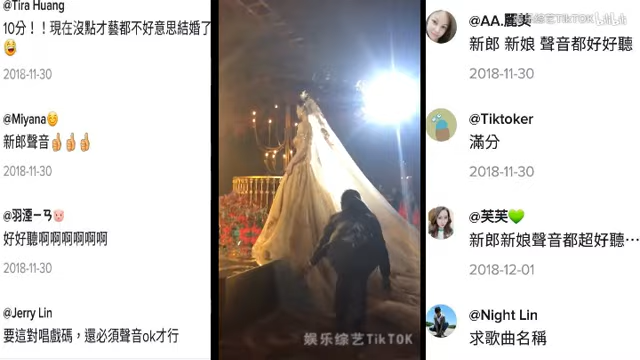 @Tira Huang
10分！！現在沒點才藝都不好意思結婚了
2018-11-30
@Miyana
新郎聲音
2018-11-30
@羽湮ㄧㄢ
好好聽啊啊啊啊啊啊
2018-11-30
@Jerry Lin
要這對唱戲碼，還必須聲音ok才行
娱乐综艺TikTOK
@AA.麗芙
新郎 新娘 聲音都好好聽
2018-11-30
@Tiktoker
滿分
2018-11-30
@芙芙
新郎新娘聲音都超好聽…
2018-12-01
@Night Lin
求歌曲名稱